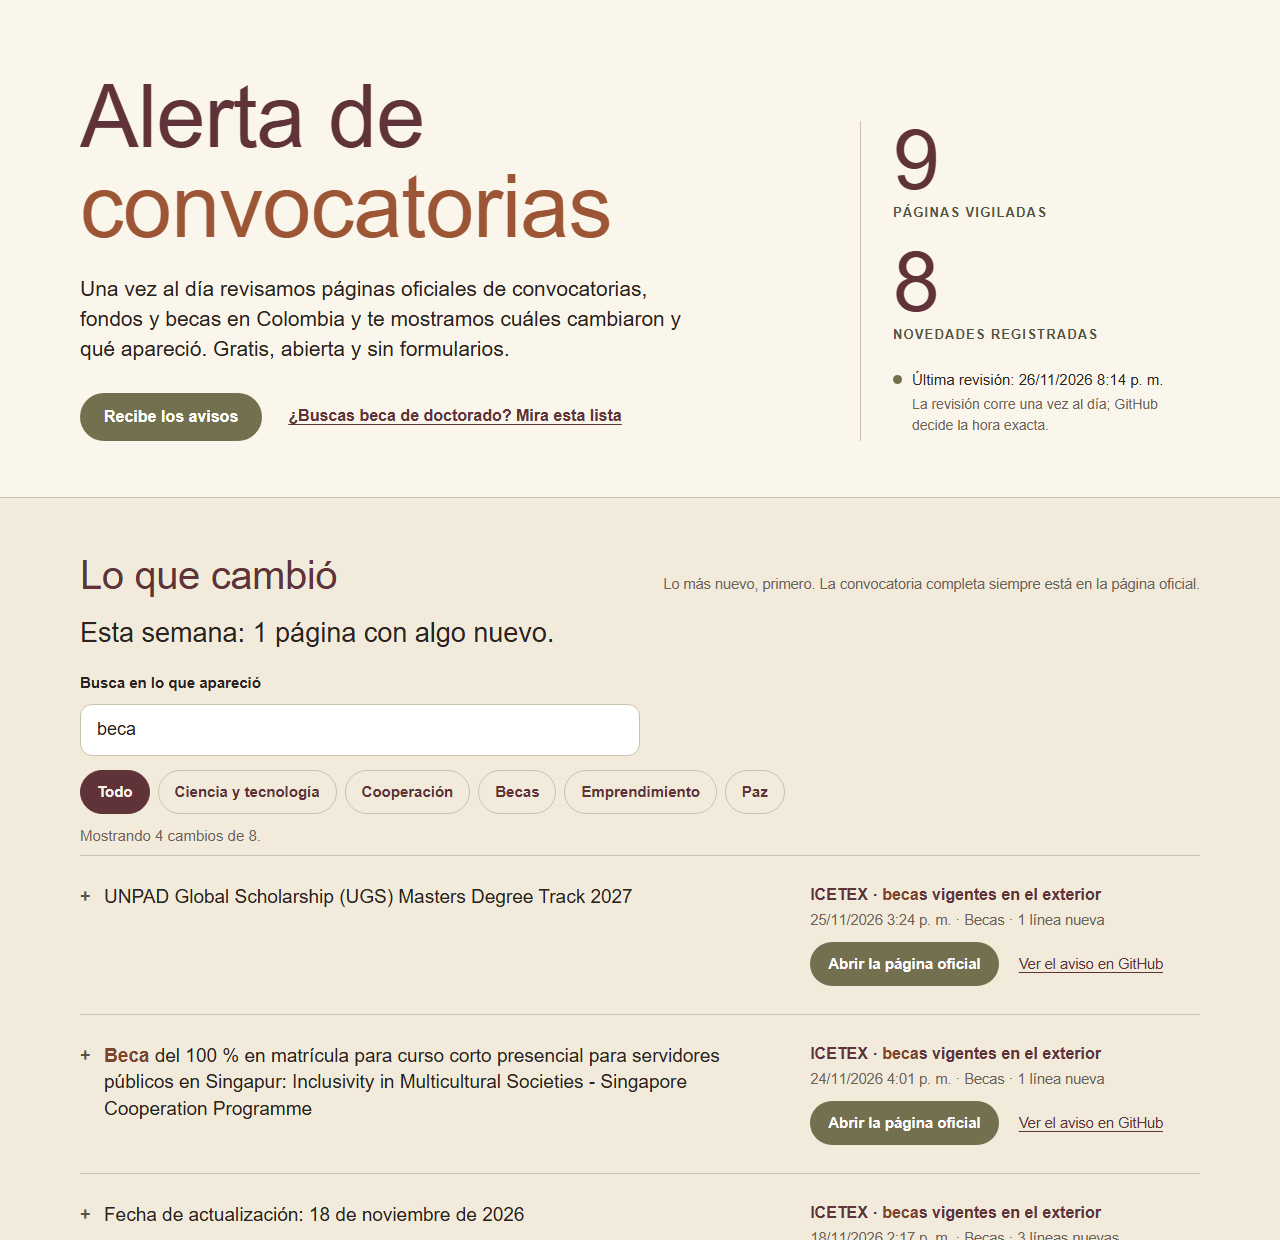 Alerta de
convocatorias
Una vez al día revisamos páginas oficiales de convocatorias,
fondos y becas en Colombia y te mostramos cuáles cambiaron y
qué apareció. Gratis, abierta y sin formularios.
Recibe los avisos
¿Buscas beca de doctorado? Mira esta lista
9
PÁGINAS VIGILADAS
8
NOVEDADES REGISTRADAS
Última revisión: 26/11/2026 8:14 p. m.
La revisión corre una vez al día; GitHub
decide la hora exacta.
Lo que cambió
Lo más nuevo, primero. La convocatoria completa siempre está en la página oficial.
Esta semana: 1 página con algo nuevo.
Busca en lo que apareció
beca
Todo
Ciencia y tecnología
Cooperación
Becas
Emprendimiento
Paz
Mostrando 4 cambios de 8.
+ UNPAD Global Scholarship (UGS) Masters Degree Track 2027
ICETEX · becas vigentes en el exterior
25/11/2026 3:24 p. m. · Becas · 1 línea nueva
Abrir la página oficial
Ver el aviso en GitHub
+ Beca del 100 % en matrícula para curso corto presencial para servidores
públicos en Singapur: Inclusivity in Multicultural Societies - Singapore
Cooperation Programme
ICETEX · becas vigentes en el exterior
24/11/2026 4:01 p. m. · Becas · 1 línea nueva
Abrir la página oficial
Ver el aviso en GitHub
+ Fecha de actualización: 18 de noviembre de 2026
ICETEX · becas vigentes en el exterior
18/11/2026 2:17 p. m. · Becas · 3 líneas nuevas